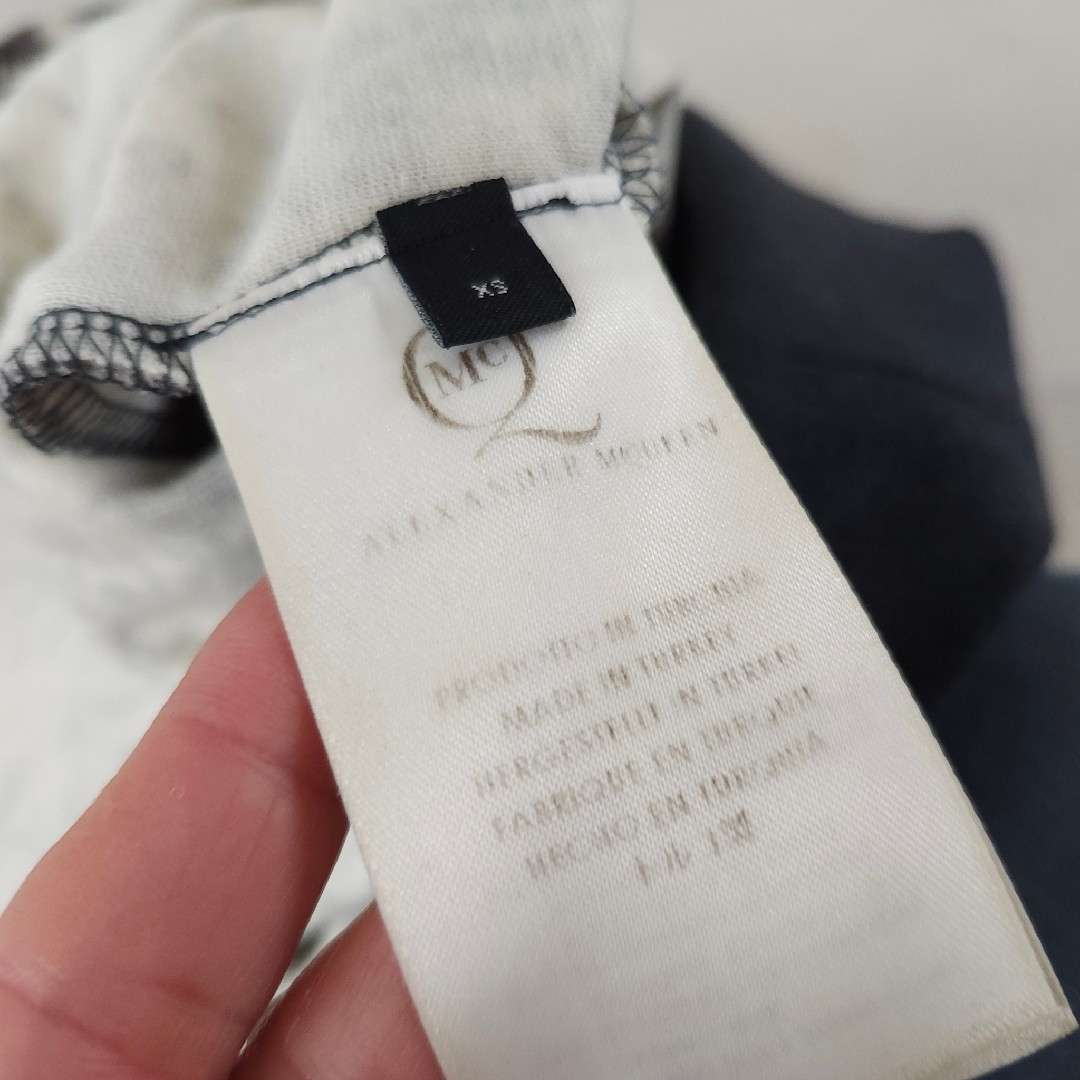 XS
McQ
ALEXANDER MCQUEEN
PRODOTTO IN TURCHIA
MADE IN TURKEY
HERGESTELLT IN TURKEI
FABRIQUE EN TURQUIE
HECHO EN TURQUIA